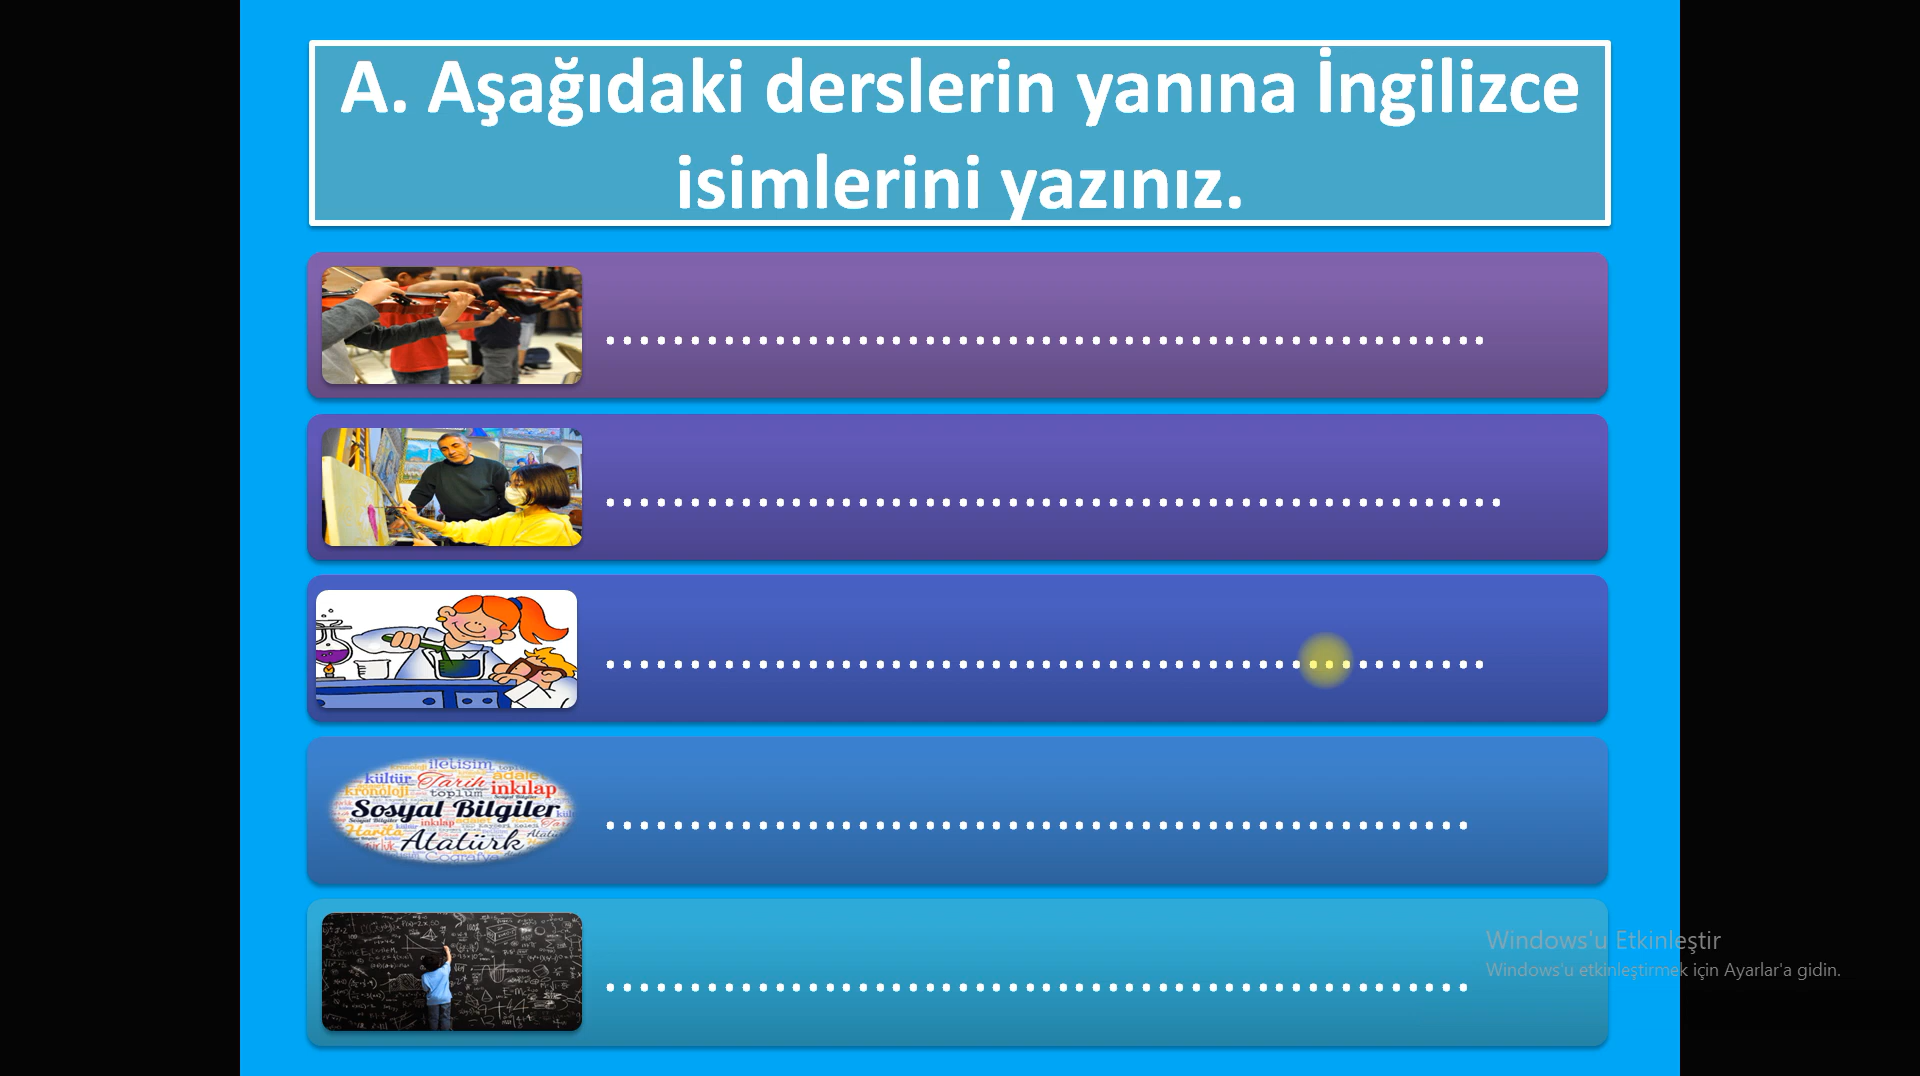 A. Aşağıdaki derslerin yanına İngilizce
isimlerini yazınız.
.....................................................
......................................................
.....................................................
iletişim
kültür Tarih adalet
kronoloji toplum inkılap
Sosyal Bilgiler
inkılap
Harita Atatürk
Coğrafya
....................................................
....................................................
Windows'u Etkinleştir
Windows'u etkinleştirmek için Ayarlar'a gidin.